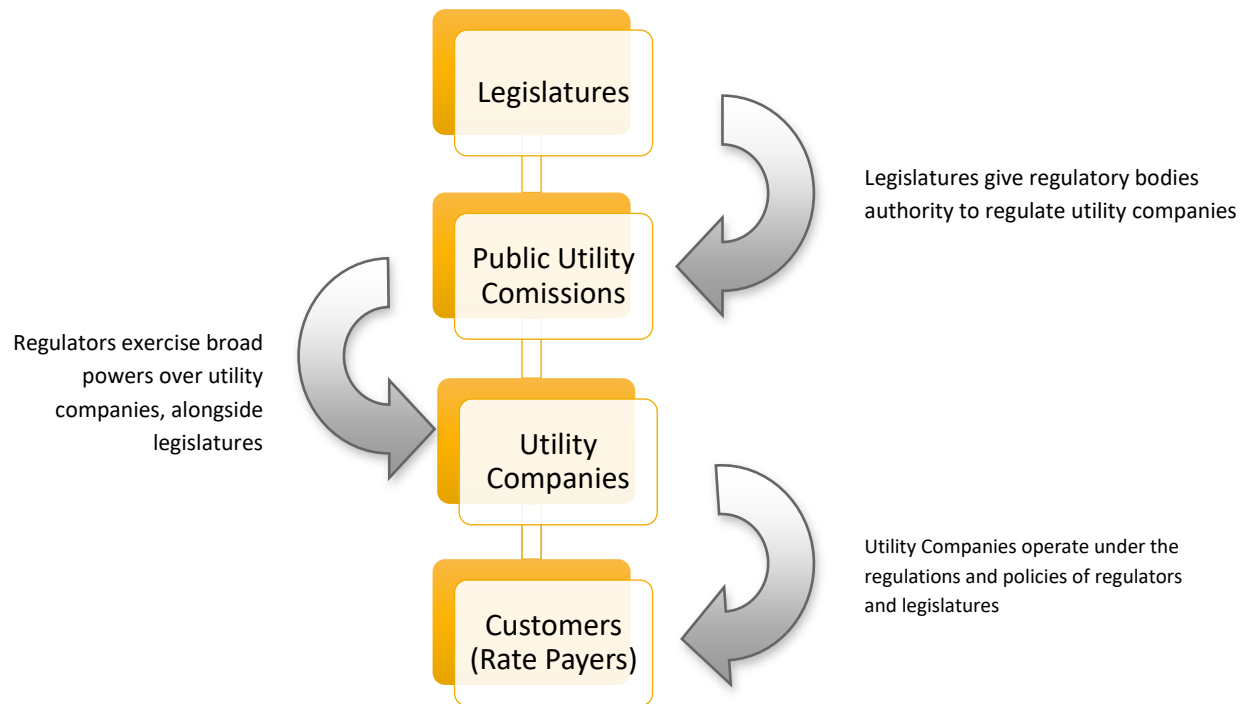 Legislatures
Legislatures give regulatory bodies
authority to regulate utility companies
Public Utility
Comissions
Regulators exercise broad
powers over utility
companies, alongside
legislatures
Utility
Companies
Utility Companies operate under the
regulations and policies of regulators
and legislatures
Customers
(Rate Payers)